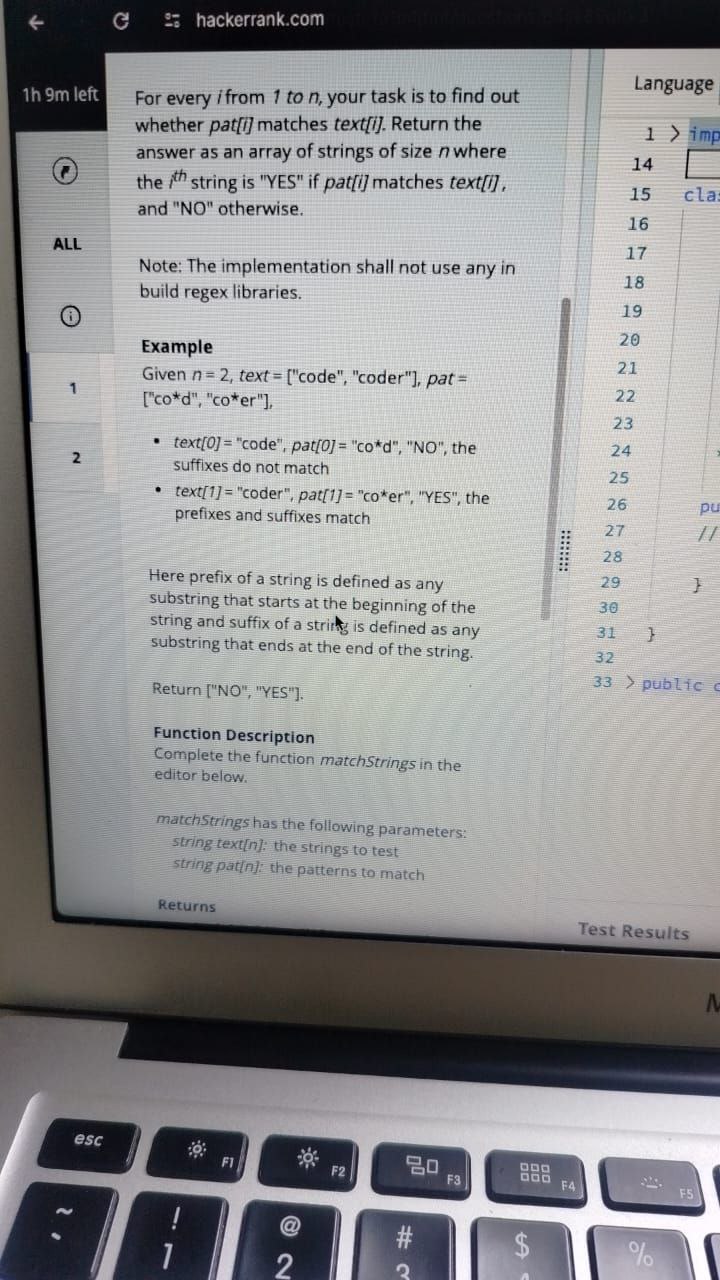 hackerrank.com
1h 9m left
ALL
1
2
For every i from 1 to n, your task is to find out
whether pat[i] matches text[i]. Return the
answer as an array of strings of size n where
the ith string is "YES" if pat[i] matches text[i],
and "NO" otherwise.
Note: The implementation shall not use any in
build regex libraries.
Example
Given n = 2, text = ["code", "coder"], pat =
["co*d", "co*er"],
• text[0] = "code", pat[0] = "co*d", "NO", the
suffixes do not match
• text[1] = "coder", pat[1] = "co*er", "YES", the
prefixes and suffixes match
Here prefix of a string is defined as any
substring that starts at the beginning of the
string and suffix of a string is defined as any
substring that ends at the end of the string.
Return ["NO", "YES"].
Function Description
Complete the function matchStrings in the
editor below.
matchStrings has the following parameters:
string text[n]: the strings to test
string pat[n]: the patterns to match
Returns
Language
1 > imp
14
15 clas
16
17
18
19
20
21
22
23
24
25
26 pu
27 //
28
29 }
30
31 }
32
33 > public c
Test Results
M
esc
F1
F2
F3
F4
F5
~
! 1
@ 2
# 3
$ 4
%